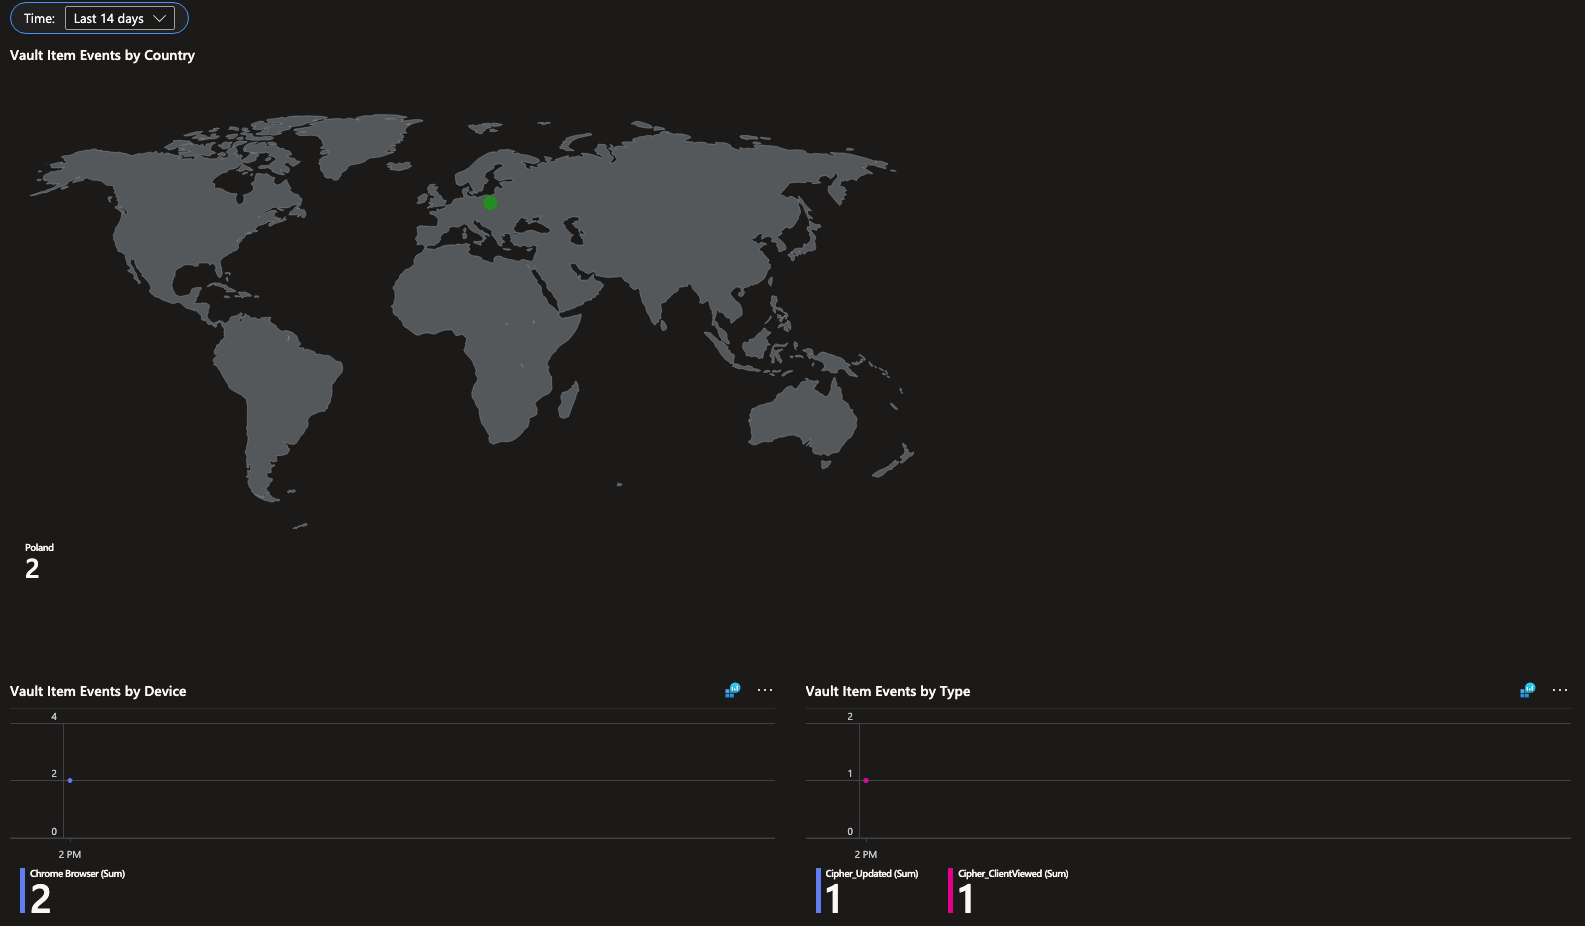 Time: Last 14 days
Vault Item Events by Country
Poland
2
Vault Item Events by Device
4
2
0
2 PM
Chrome Browser (Sum)
2
Vault Item Events by Type
2
1
0
2 PM
Cipher_Updated (Sum)
1
Cipher_ClientViewed (Sum)
1